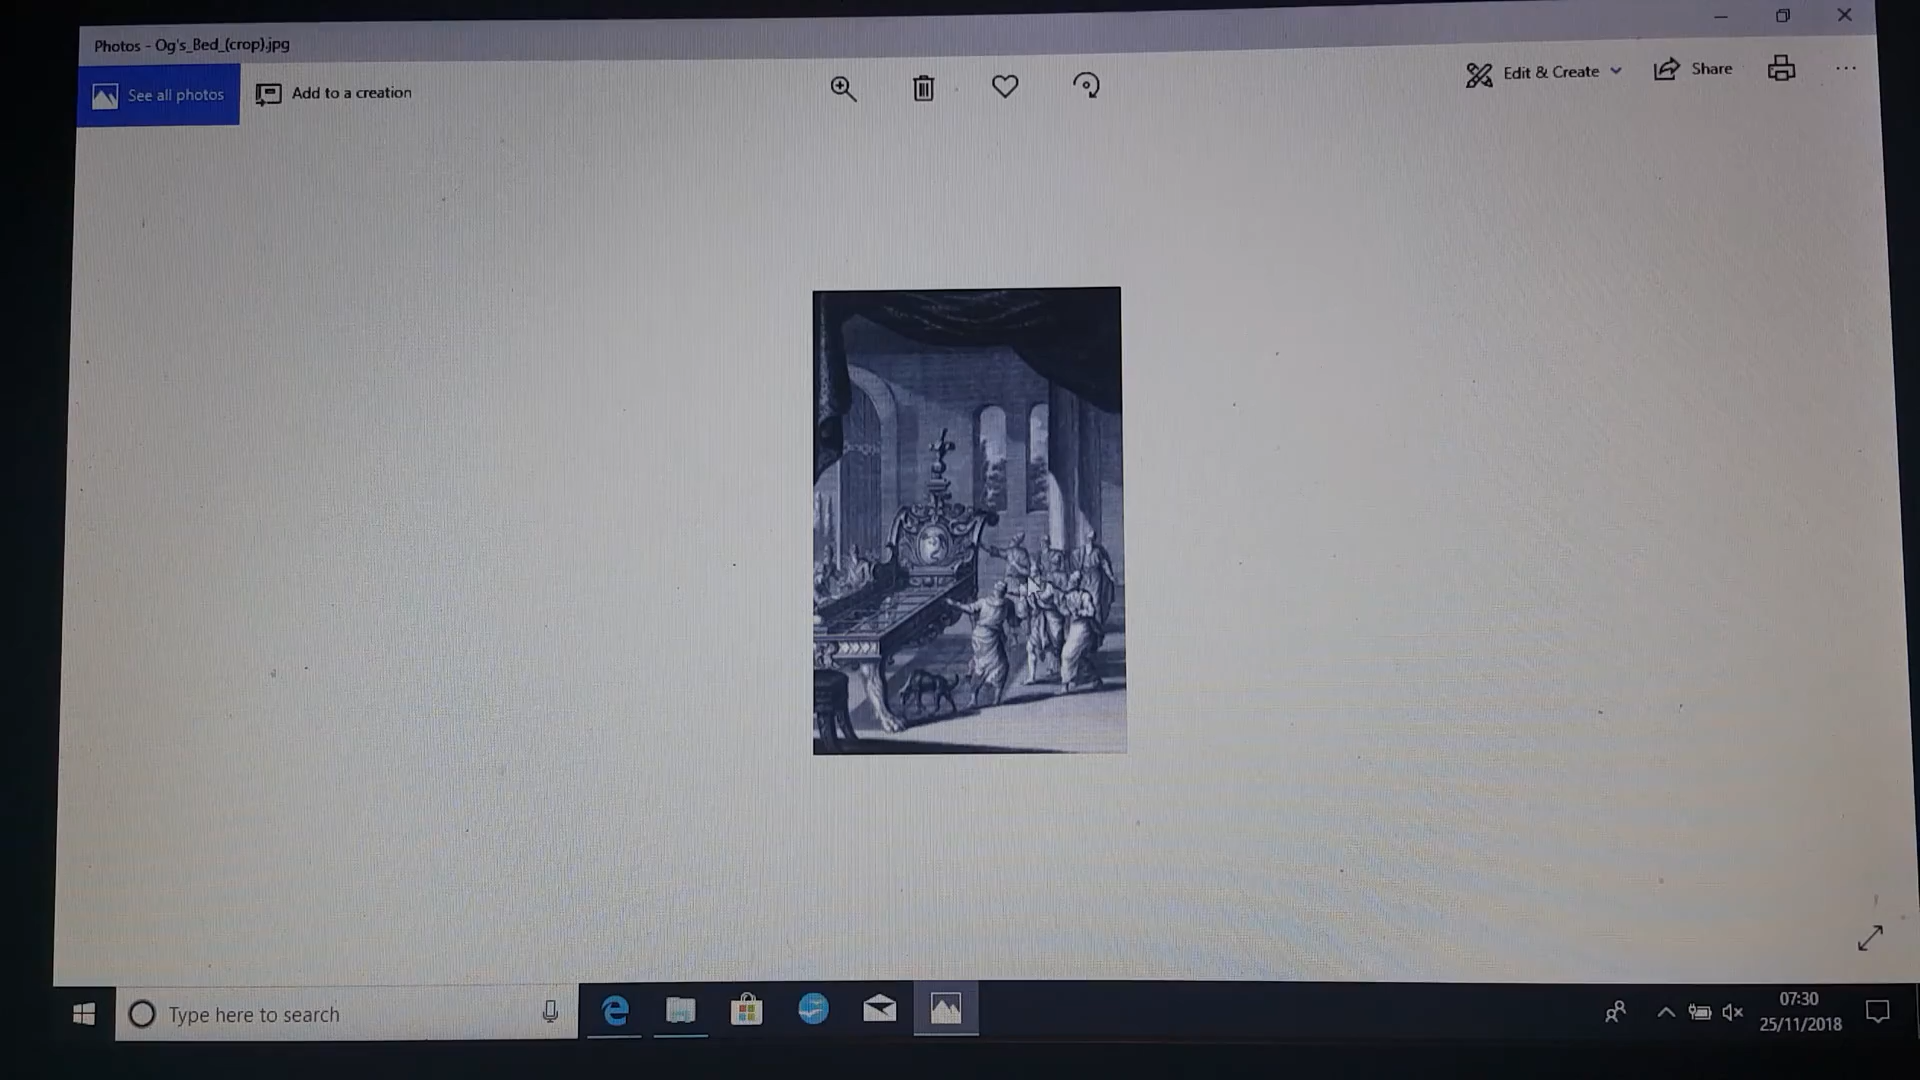 Photos - Og's_Bed_(crop).jpg
See all photos
Add to a creation
Edit & Create
Share
Type here to search
07:30
25/11/2018